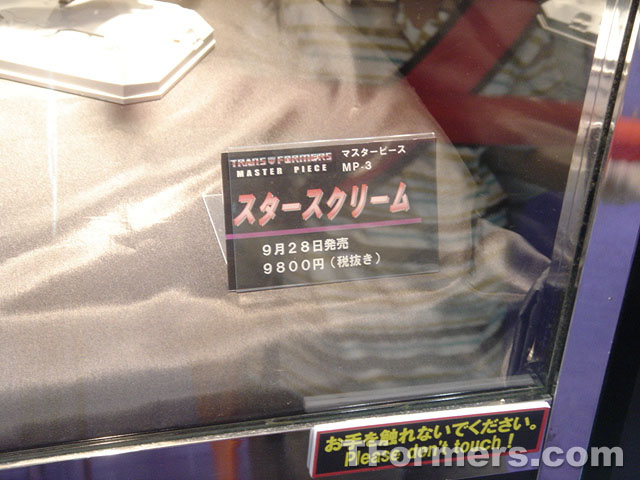 TRANSFORMERS マスターピース
MASTER PIECE MP-3
スタースクリーム
9月28日発売
9800円(税抜き)
お手を触れないでください。
Please don't touch!
TFormers.com